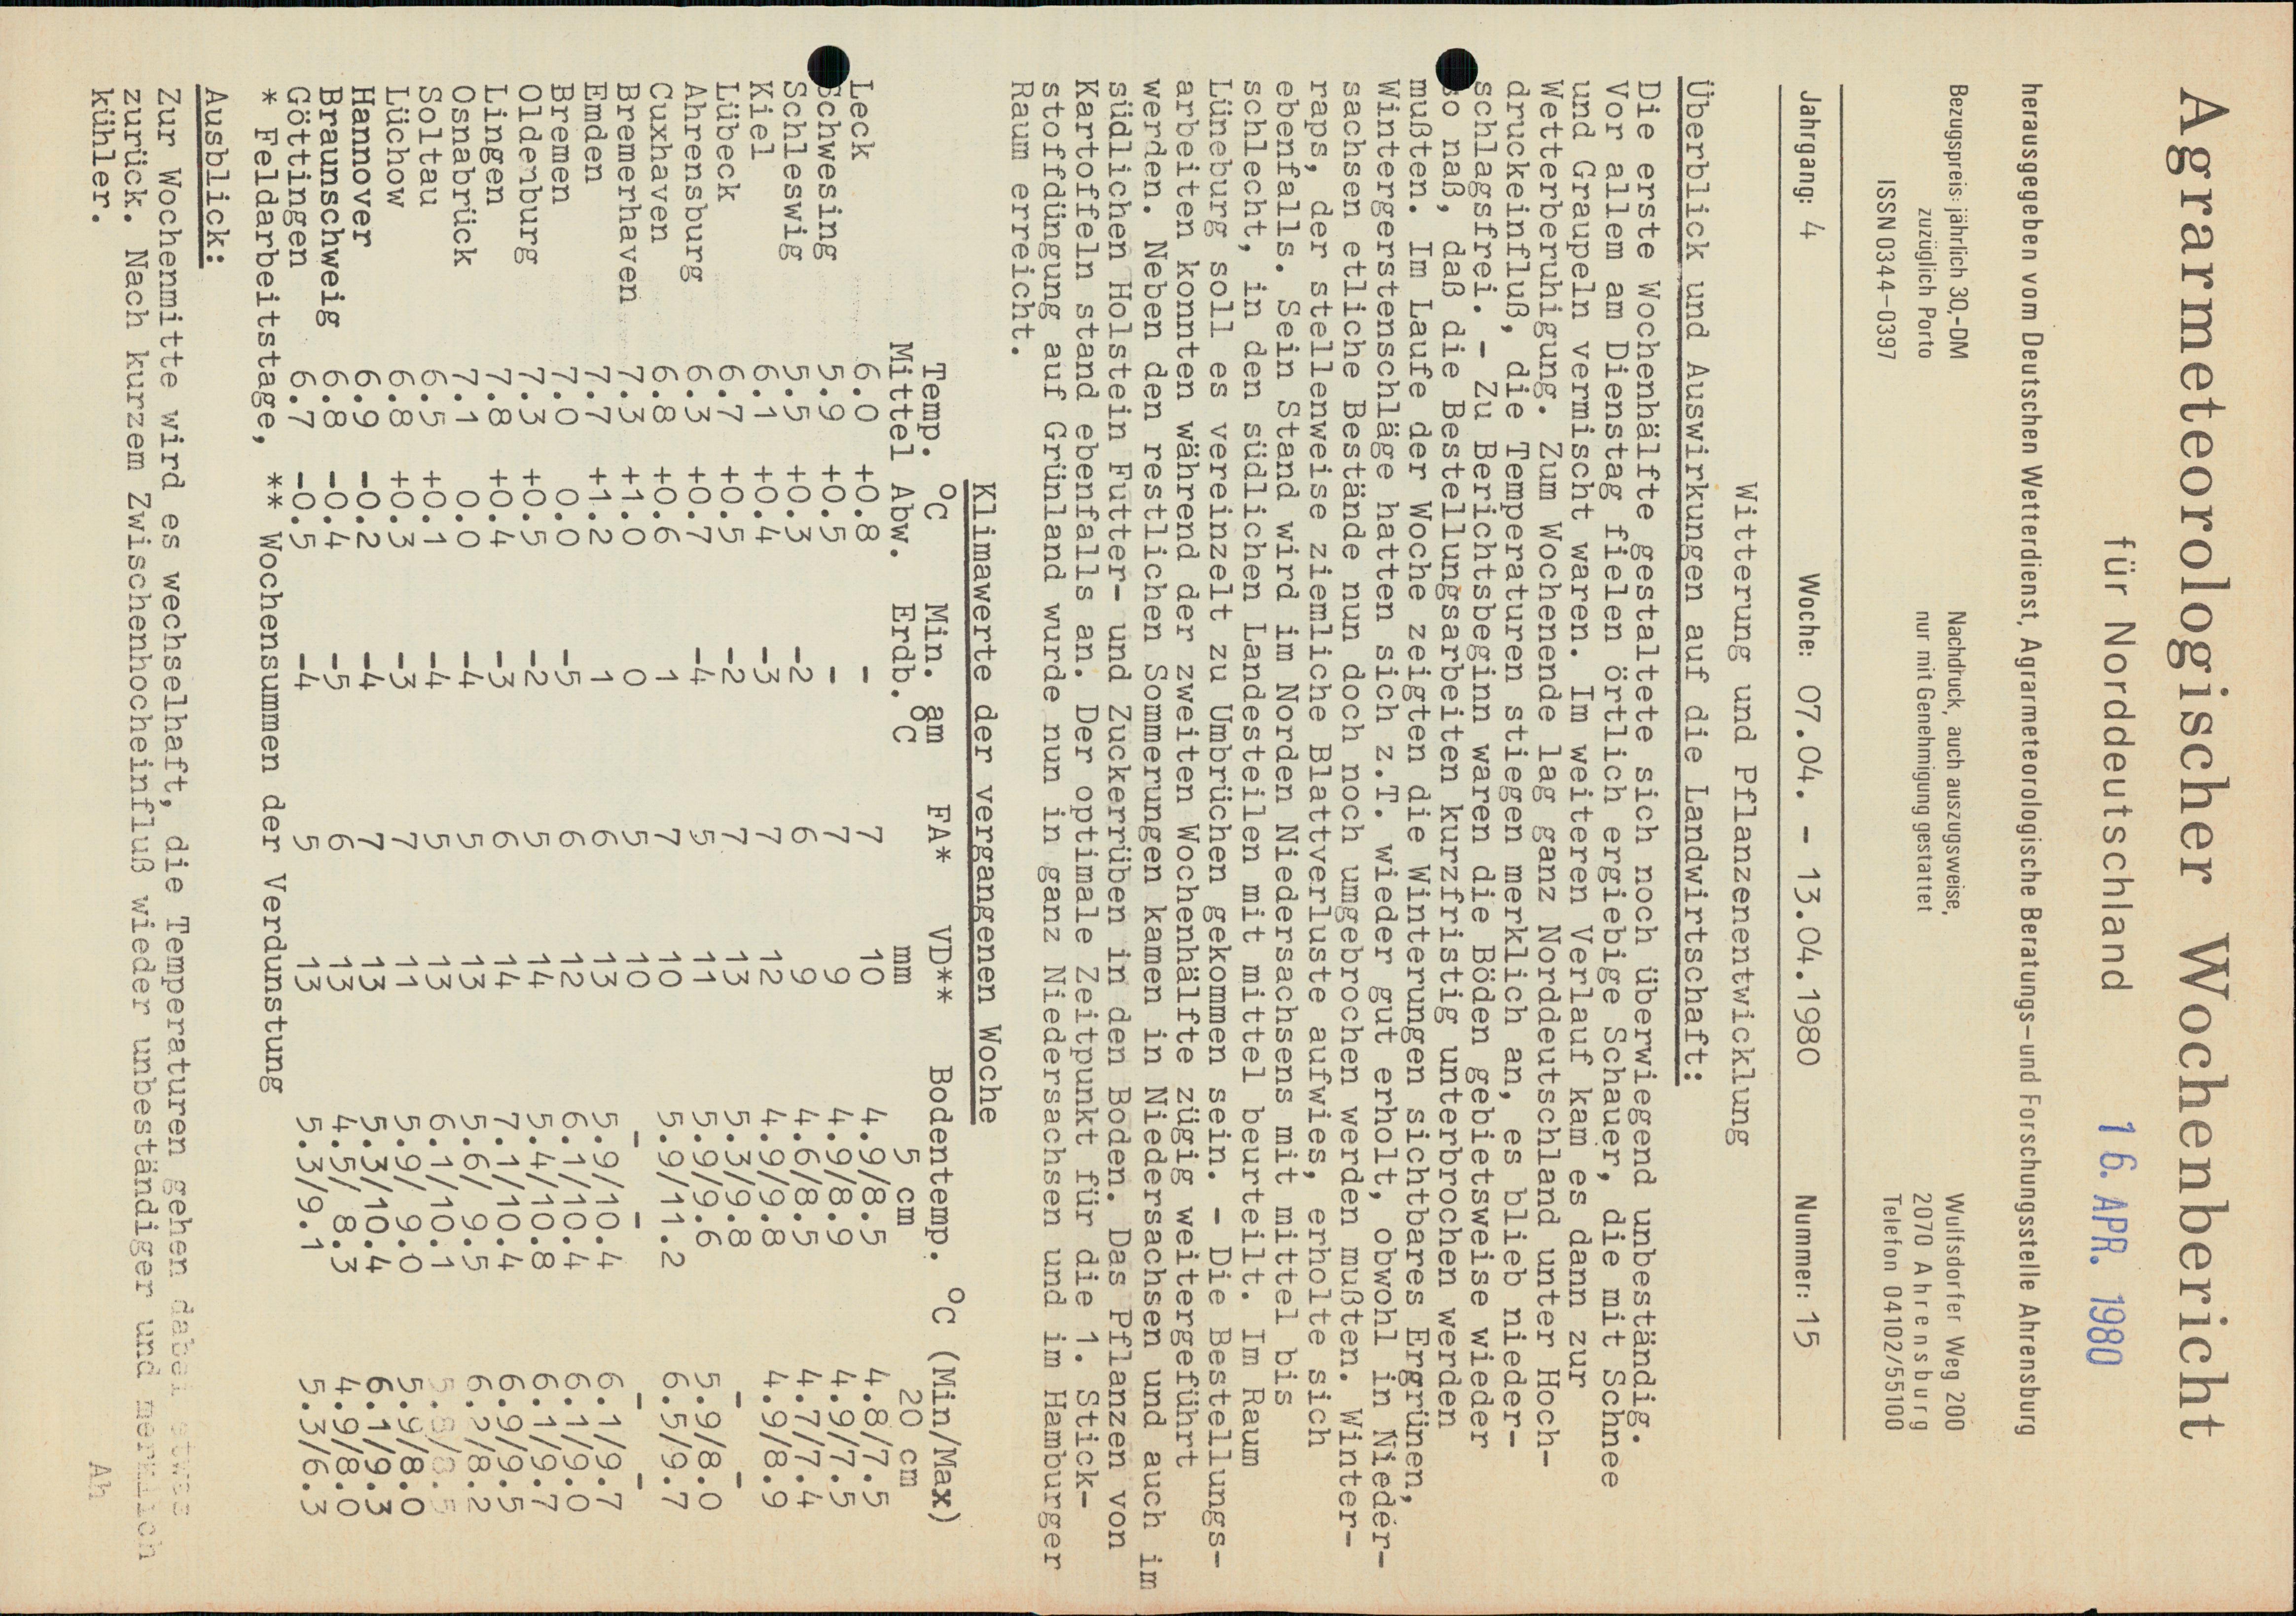 Agrarmeteorologischer Wochenbericht
für Norddeutschland
16. APR. 1980
herausgegeben vom Deutschen Wetterdienst, Agrarmeteorologische Beratungs-und Forschungsstelle Ahrensburg
Bezugspreis: jährlich 30,-DM Nachdruck, auch auszugsweise, Wulfsdorfer Weg 200
zuzüglich Porto nur mit Genehmigung gestattet 2070 Ahrensburg
ISSN 0344-0397 Telefon 04102/55100
Jahrgang: 4 Woche: 07.04. - 13.04.1980 Nummer: 15
Witterung und Pflanzenentwicklung
Überblick und Auswirkungen auf die Landwirtschaft:
Die erste Wochenhälfte gestaltete sich noch überwiegend unbeständig.
Vor allem am Dienstag fielen örtlich ergiebige Schauer, die mit Schnee
und Graupeln vermischt waren. Im weiteren Verlauf kam es dann zur
Wetterberuhigung. Zum Wochenende lag ganz Norddeutschland unter Hoch-
druckeinfluß, die Temperaturen stiegen merklich an, es blieb nieder-
schlagsfrei. - Zu Berichtsbeginn waren die Böden gebietsweise wieder
so naß, daß die Bestellungsarbeiten kurzfristig unterbrochen werden
mußten. Im Laufe der Woche zeigten die Winterungen sichtbares Ergrünen,
Wintergerstenschläge hatten sich z.T. wieder gut erholt, obwohl in Nieder-
sachsen etliche Bestände nun doch noch umgebrochen werden mußten. Winter-
raps, der stellenweise ziemliche Blattverluste aufwies, erholte sich
ebenfalls. Sein Stand wird im Norden Niedersachsens mit mittel bis
schlecht, in den südlichen Landesteilen mit mittel beurteilt. Im Raum
Lüneburg soll es vereinzelt zu Umbrüchen gekommen sein. - Die Bestellungs-
arbeiten konnten während der zweiten Wochenhälfte zügig weitergeführt
werden. Neben den restlichen Sommerungen kamen in Niedersachsen und auch im
südlichen Holstein Futter- und Zuckerrüben in den Boden. Das Pflanzen von
Kartoffeln stand ebenfalls an. Der optimale Zeitpunkt für die 1. Stick-
stoffdüngung auf Grünland wurde nun in ganz Niedersachsen und im Hamburger
Raum erreicht.
Klimawerte der vergangenen Woche
Temp. °C Min. am FA* VD** Bodentemp. °C (Min/Max)
Mittel Abw. Erdb.°C mm 5 cm 20 cm
Leck 6.0 +0.8 - 7 10 4.9/8.5 4.8/7.5
Schwesing 5.9 +0.5 - 7 9 4.9/8.9 4.9/7.5
Schleswig 5.5 +0.3 -2 6 9 4.6/8.5 4.7/7.4
Kiel 6.1 +0.4 -3 7 12 4.9/9.8 4.9/8.9
Lübeck 6.7 +0.5 -2 7 13 5.3/9.8 - -
Ahrensburg 6.3 +0.7 -4 5 11 5.9/9.6 5.9/8.0
Cuxhaven 6.8 +0.6 1 7 10 5.9/11.2 6.5/9.7
Bremerhaven 7.3 +1.0 0 5 10 - - - -
Emden 7.7 +1.2 1 6 13 5.9/10.4 6.1/9.7
Bremen 7.0 0.0 -5 6 12 6.1/10.4 6.1/9.0
Oldenburg 7.3 +0.5 -2 5 14 5.4/10.8 6.1/9.7
Lingen 7.8 +0.4 -3 6 14 7.1/10.4 6.9/9.5
Osnabrück 7.1 0.0 -4 5 13 5.6/ 9.5 6.2/8.2
Soltau 6.5 +0.1 -4 5 13 6.1/10.1 5.8/8.5
Lüchow 6.8 +0.3 -3 7 11 5.9/ 9.0 5.9/8.0
Hannover 6.9 -0.2 -4 7 13 5.3/10.4 6.1/9.3
Braunschweig 6.8 -0.4 -5 6 13 4.5/ 8.3 4.9/8.0
Göttingen 6.7 -0.5 -4 5 13 5.3/9.1 5.3/6.3
* Feldarbeitstage, ** Wochensummen der Verdunstung
Ausblick:
Zur Wochenmitte wird es wechselhaft, die Temperaturen gehen dabei etwas
zurück. Nach kurzem Zwischenhocheinfluß wieder unbeständiger und merklich
kühler.
Ah